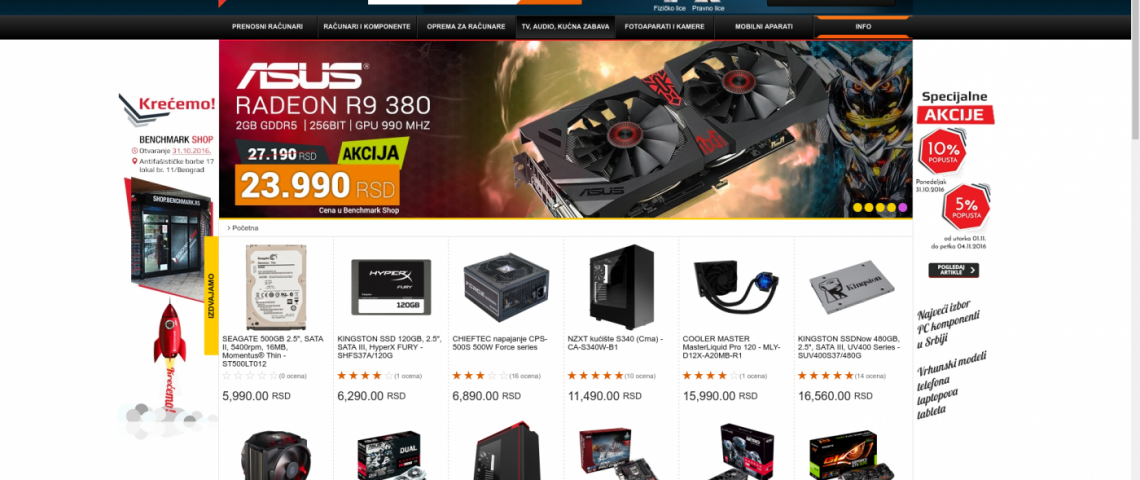 Fizičko lice Pravno lice
PRENOSNI RAČUNARI RAČUNARI I KOMPONENTE OPREMA ZA RAČUNARE TV, AUDIO, KUĆNA ZABAVA FOTOAPARATI I KAMERE MOBILNI APARATI INFO
Krećemo!
BENCHMARK SHOP
Otvaranje 31.10.2016.
Antifašističke borbe 17
lokal br. 11/Beograd
SHOP.BENCHMARK.RS
Krećemo!
IZDVAJAMO
ASUS®
RADEON R9 380
2GB GDDR5 | 256BIT | GPU 990 MHZ
27.190 RSD
AKCIJA
23.990 RSD
Cena u Benchmark Shop
ASUS
Specijalne
AKCIJE
10%
POPUSTA
Ponedeljak
31.10.2016
5%
POPUSTA
od utorka 01.11.
do petka 04.11.2016
POGLEDAJ
ARTIKLE
Najveći izbor
PC komponenti
u Srbiji
Vrhunski modeli
telefona
laptopova
tableta
› Početna
Seagate
HYPERX
FURY
120GB
FORCE
Kingston
SEAGATE 500GB 2.5", SATA
II, 5400rpm, 16MB,
Momentus® Thin -
ST500LT012
(0 ocena)
5,990.00 RSD
KINGSTON SSD 120GB, 2.5",
SATA III, HyperX FURY -
SHFS37A/120G
(1 ocena)
6,290.00 RSD
CHIEFTEC napajanje CPS-
500S 500W Force series
(16 ocena)
6,890.00 RSD
NZXT kućište S340 (Crna) -
CA-S340W-B1
(10 ocena)
11,490.00 RSD
COOLER MASTER
MasterLiquid Pro 120 - MLY-
D12X-A20MB-R1
(1 ocena)
15,990.00 RSD
KINGSTON SSDNow 480GB,
2.5", SATA III, UV400 Series -
SUV400S37/480G
(14 ocena)
16,560.00 RSD
DUAL